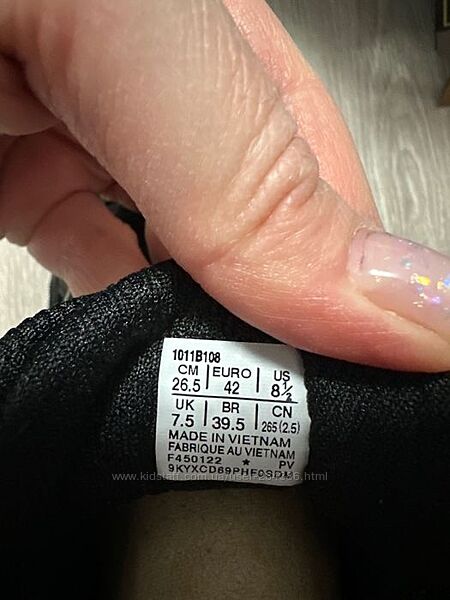 1011B108
CM EURO US
26.5 42 8½
UK BR CN
7.5 39.5 265(2.5)
MADE IN VIETNAM
FABRIQUE AU VIETNAM
F450122 * PV
9KYXCD69PHF0SDM